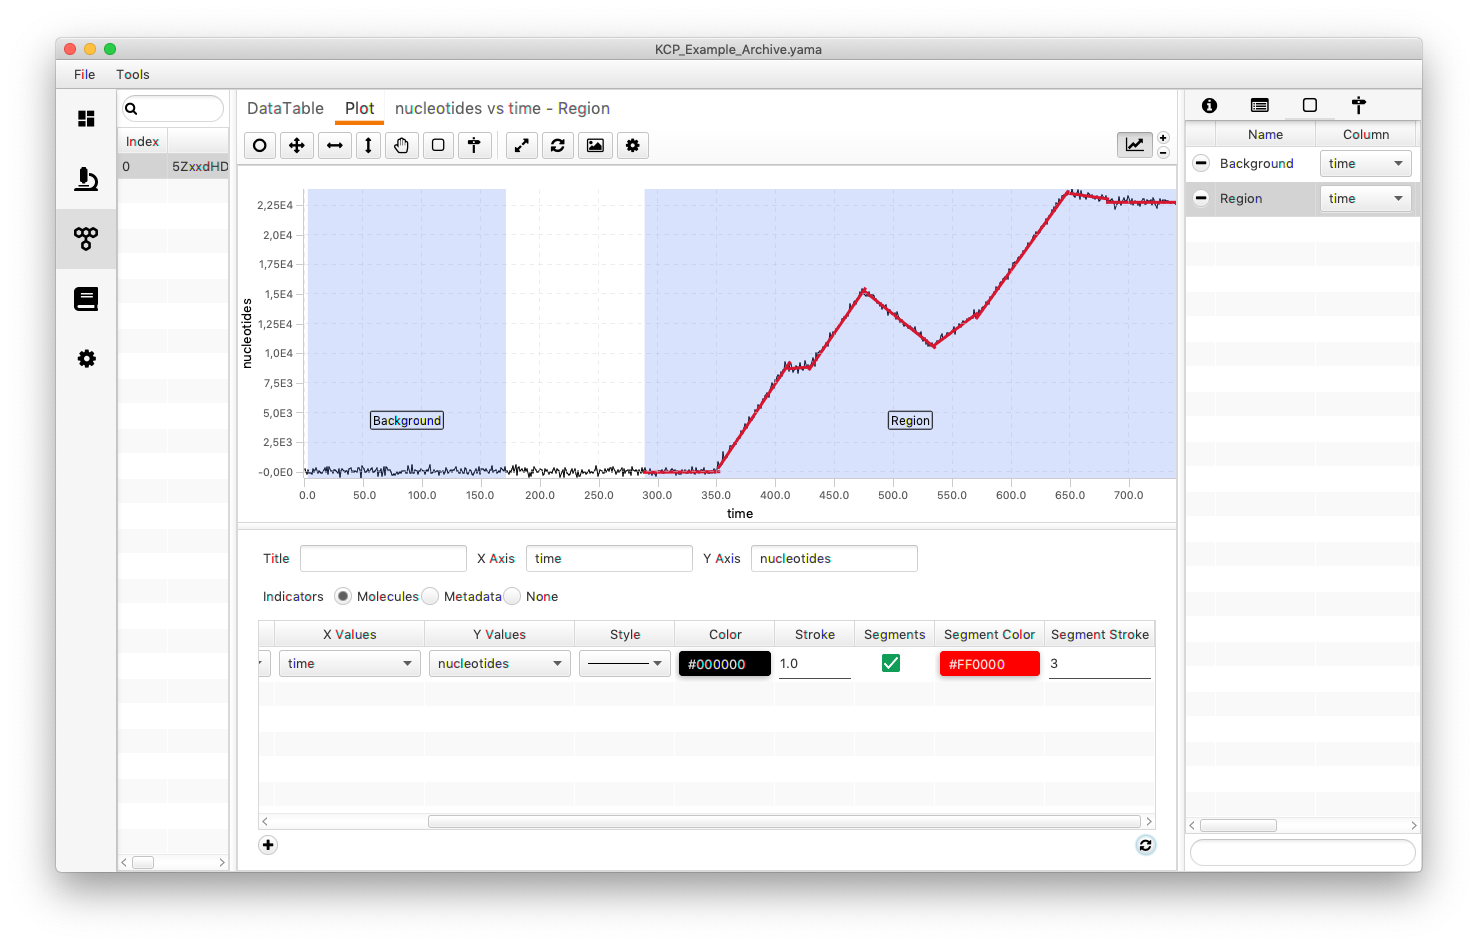 KCP_Example_Archive.yama
File Tools
Index
0 5ZxxdHD
DataTable Plot nucleotides vs time - Region
nucleotides
2,25E4
2,0E4
1,75E4
1,5E4
1,25E4
1,0E4
7,5E3
5,0E3
2,5E3
-0,0E0
Background
Region
0.0 50.0 100.0 150.0 200.0 250.0 300.0 350.0 400.0 450.0 500.0 550.0 600.0 650.0 700.0
time
Title X Axis time Y Axis nucleotides
Indicators Molecules Metadata None
X Values Y Values Style Color Stroke Segments Segment Color Segment Stroke
time nucleotides #000000 1.0 #FF0000 3
Name Column
Background time
Region time